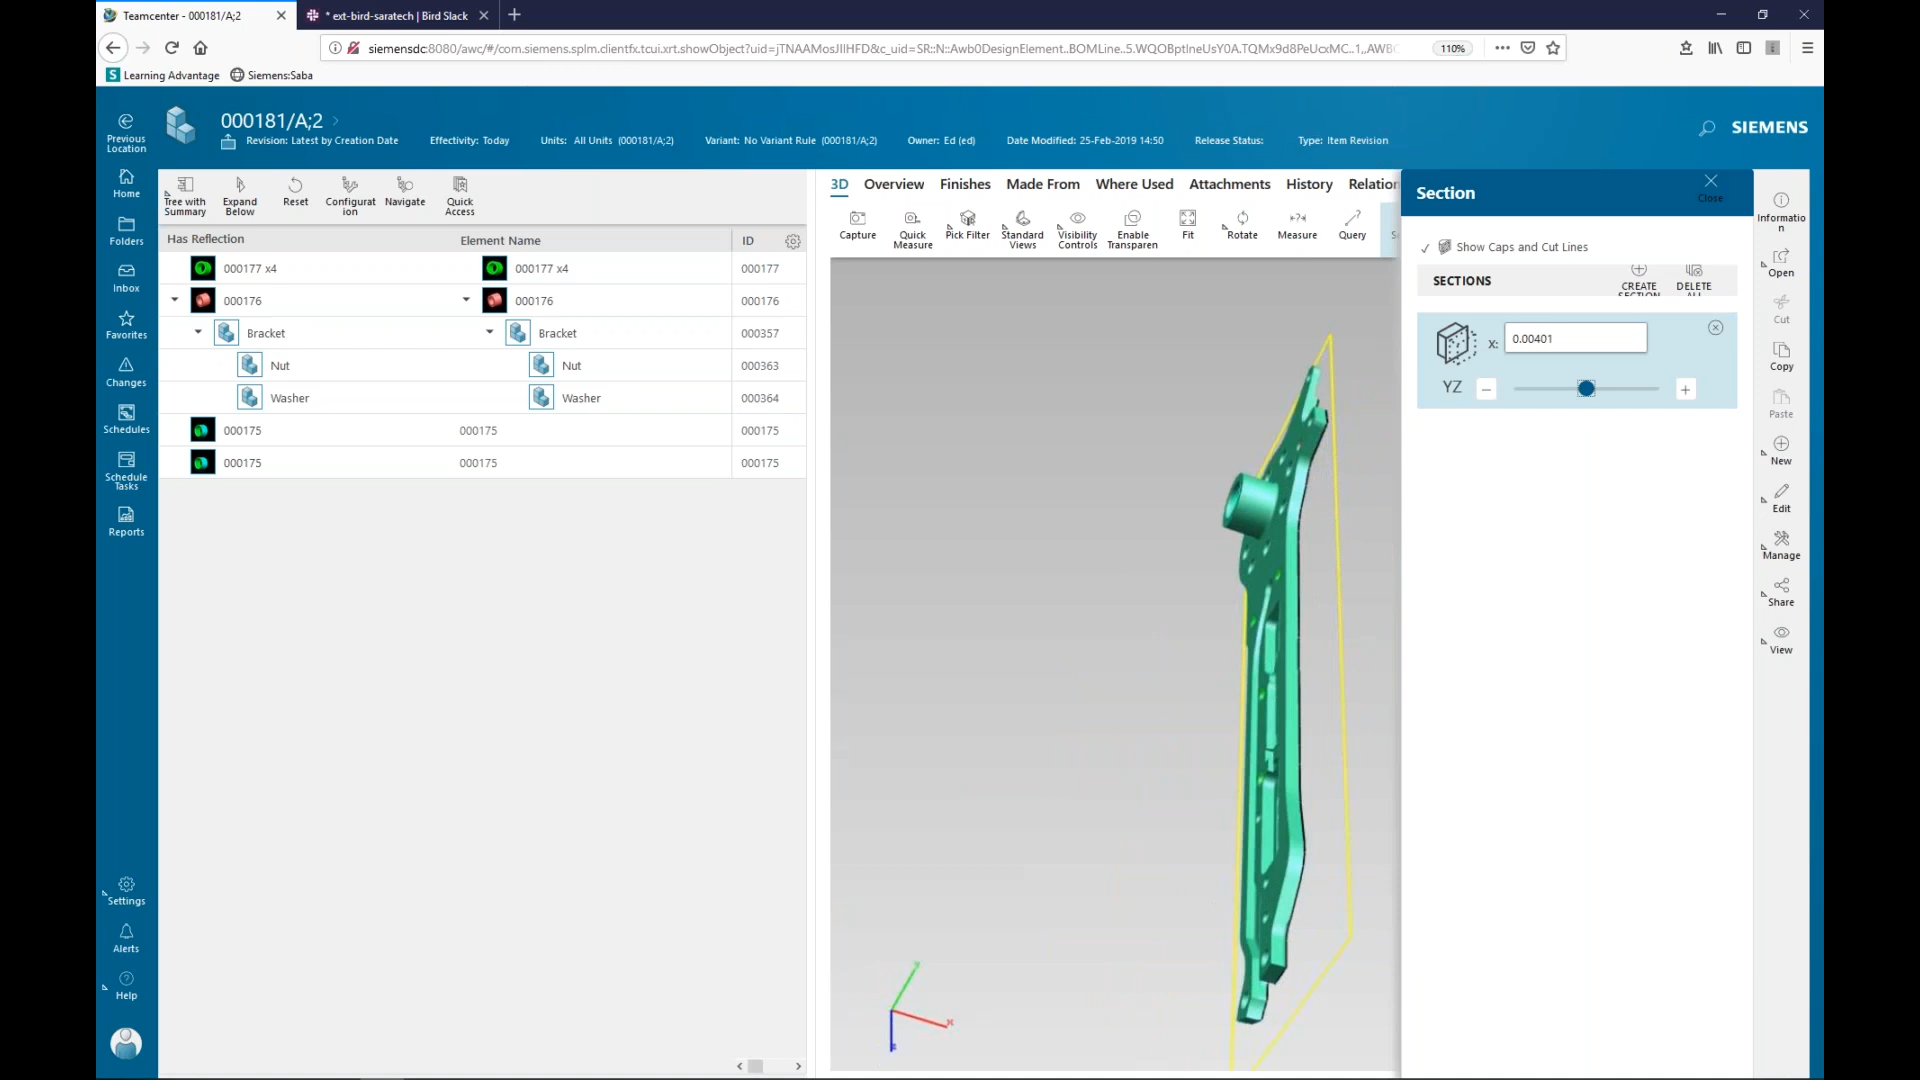 Teamcenter - 000181/A;2
* ext-bird-saratech | Bird Slack
siemensdc:8080/awc/#/com.siemens.splm.clientfx.tcui.xrt.showObject?uid=jTNAAMosJIIHFD&c_uid=SR::N::Awb0DesignElement..BOMLine..5.WQOBptlneUsY0A.TQMx9d8PeUcxMC..1,,AWBC
110%
Learning Advantage
Siemens:Saba
Previous Location
000181/A;2
Revision: Latest by Creation Date
Effectivity: Today
Units: All Units (000181/A;2)
Variant: No Variant Rule (000181/A;2)
Owner: Ed (ed)
Date Modified: 25-Feb-2019 14:50
Release Status:
Type: Item Revision
SIEMENS
Home
Folders
Inbox
Favorites
Changes
Schedules
Schedule Tasks
Reports
Settings
Alerts
Help
Tree with Summary
Expand Below
Reset
Configurat ion
Navigate
Quick Access
Has Reflection
Element Name
ID
000177 x4
000177 x4
000177
000176
000176
000176
Bracket
Bracket
000357
Nut
Nut
000363
Washer
Washer
000364
000175
000175
000175
000175
000175
000175
3D
Overview
Finishes
Made From
Where Used
Attachments
History
Relation
Capture
Quick Measure
Pick Filter
Standard Views
Visibility Controls
Enable Transparen
Fit
Rotate
Measure
Query
S
Section
Close
Show Caps and Cut Lines
SECTIONS
CREATE SECTION
DELETE ALL
X:
0.00401
YZ
Informatio n
Open
Cut
Copy
Paste
New
Edit
Manage
Share
View